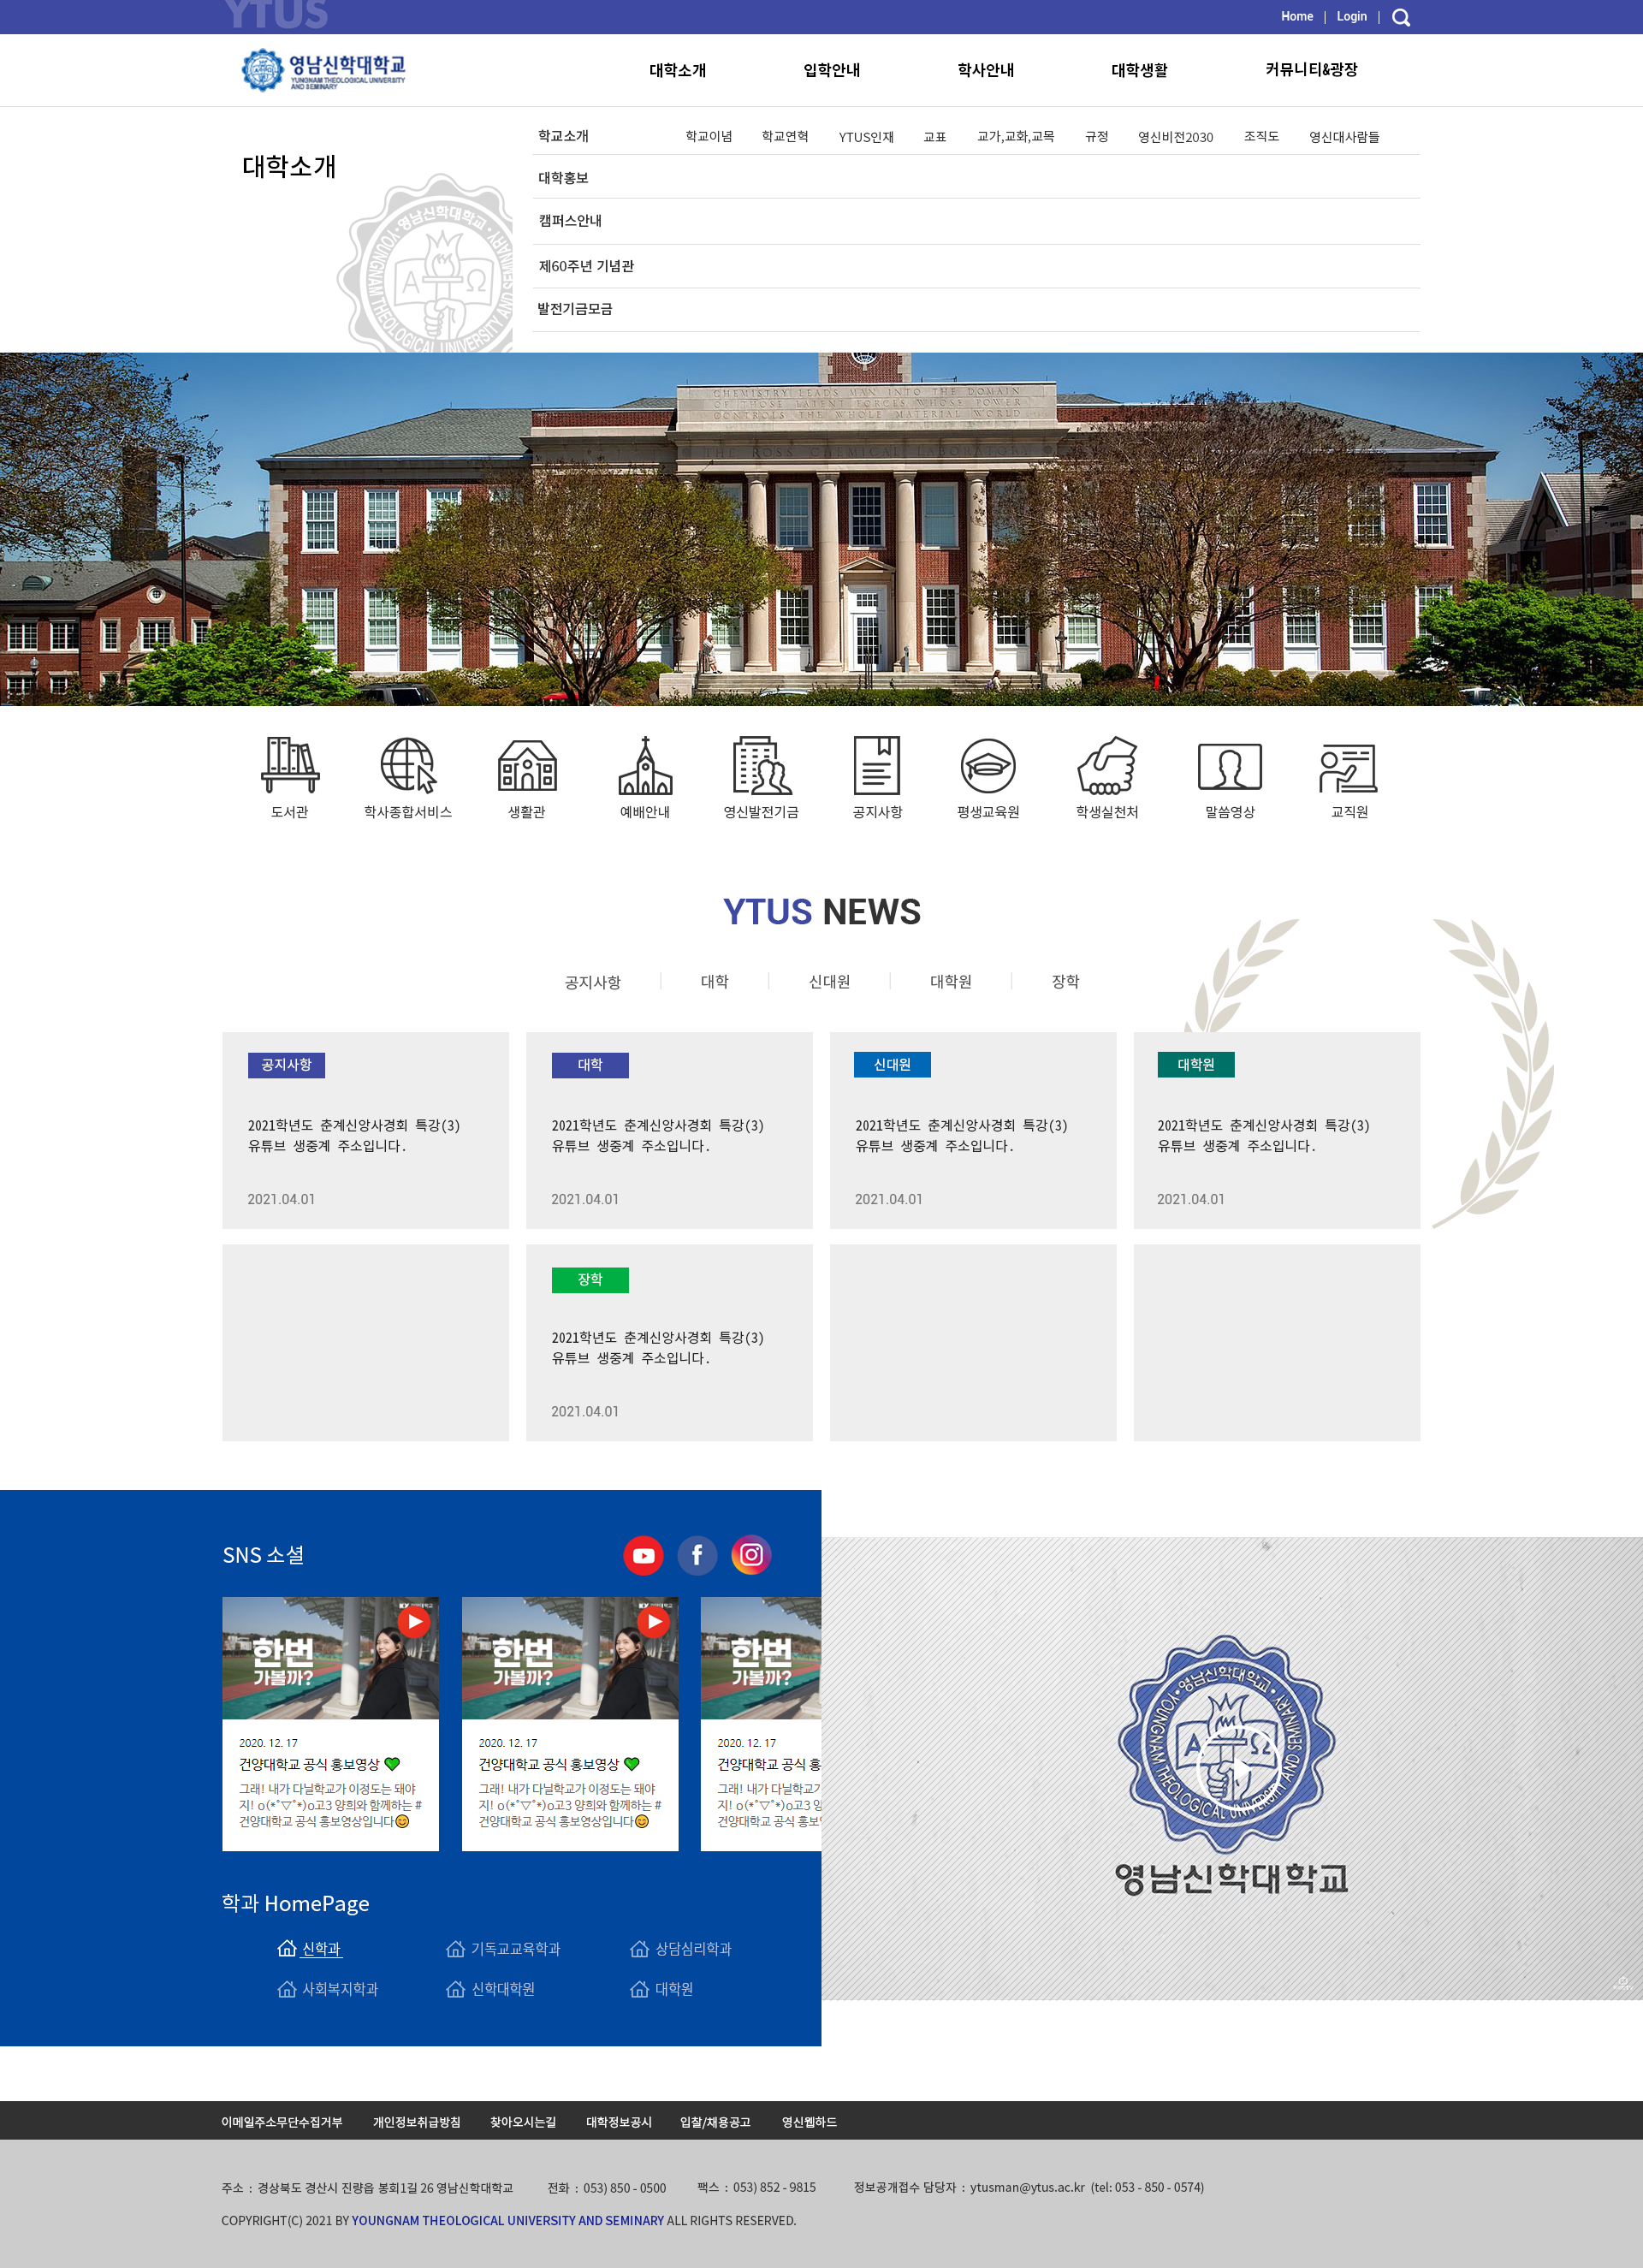 YTUS
Home
Login
영남신학대학교
YOUNGNAM THEOLOGICAL UNIVERSITY
AND SEMINARY
대학소개 입학안내 학사안내 대학생활 커뮤니티&광장
대학소개
학교소개 학교이념 학교연혁 YTUS인재 교표 교가,교화,교목 규정 영신비전2030 조직도 영신대사람들
대학홍보
캠퍼스안내
제60주년 기념관
발전기금모금
영남신학대학교
YOUNGNAM THEOLOGICAL UNIVERSITY AND
Α Ω
CHEMISTRY LEADS MAN INTO THE DOMAIN
OF THOSE LATENT FORCES WHOSE POWER
CONTROLS THE WHOLE MATERIAL WORLD
THE ROSS CHEMICAL LABORATORY
도서관 학사종합서비스 생활관 예배안내 영신발전기금 공지사항 평생교육원 학생실천처 말씀영상 교직원
YTUS NEWS
공지사항 대학 신대원 대학원 장학
공지사항
2021학년도 춘계신앙사경회 특강(3)
유튜브 생중계 주소입니다.
2021.04.01
대학
2021학년도 춘계신앙사경회 특강(3)
유튜브 생중계 주소입니다.
2021.04.01
신대원
2021학년도 춘계신앙사경회 특강(3)
유튜브 생중계 주소입니다.
2021.04.01
대학원
2021학년도 춘계신앙사경회 특강(3)
유튜브 생중계 주소입니다.
2021.04.01
장학
2021학년도 춘계신앙사경회 특강(3)
유튜브 생중계 주소입니다.
2021.04.01
SNS 소셜
한번
가볼까?
2020. 12. 17
건양대학교 공식 홍보영상 💚
그래! 내가 다닐학교가 이정도는 돼야
지! o(*˚▽˚*)o고3 양희와 함께하는 #
건양대학교 공식 홍보영상입니다😊
한번
가볼까?
2020. 12. 17
건양대학교 공식 홍보영상 💚
그래! 내가 다닐학교가 이정도는 돼야
지! o(*˚▽˚*)o고3 양희와 함께하는 #
건양대학교 공식 홍보영상입니다😊
한번
가볼까?
2020. 12. 17
건양대학교 공식 홍
그래! 내가 다닐학교가
지! o(*˚▽˚*)o고3 양
건양대학교 공식 홍보영
영남신학대학교
YOUNGNAM THEOLOGICAL UNIVERSITY AND SEMINARY
Α Ω
영남신학대학교
학과 HomePage
신학과 기독교교육학과 상담심리학과
사회복지학과 신학대학원 대학원
이메일주소무단수집거부 개인정보취급방침 찾아오시는길 대학정보공시 입찰/채용공고 영신웹하드
주소 : 경상북도 경산시 진량읍 봉회1길 26 영남신학대학교 전화 : 053) 850 - 0500 팩스 : 053) 852 - 9815 정보공개접수 담당자 : ytusman@ytus.ac.kr (tel: 053 - 850 - 0574)
COPYRIGHT(C) 2021 BY YOUNGNAM THEOLOGICAL UNIVERSITY AND SEMINARY ALL RIGHTS RESERVED.